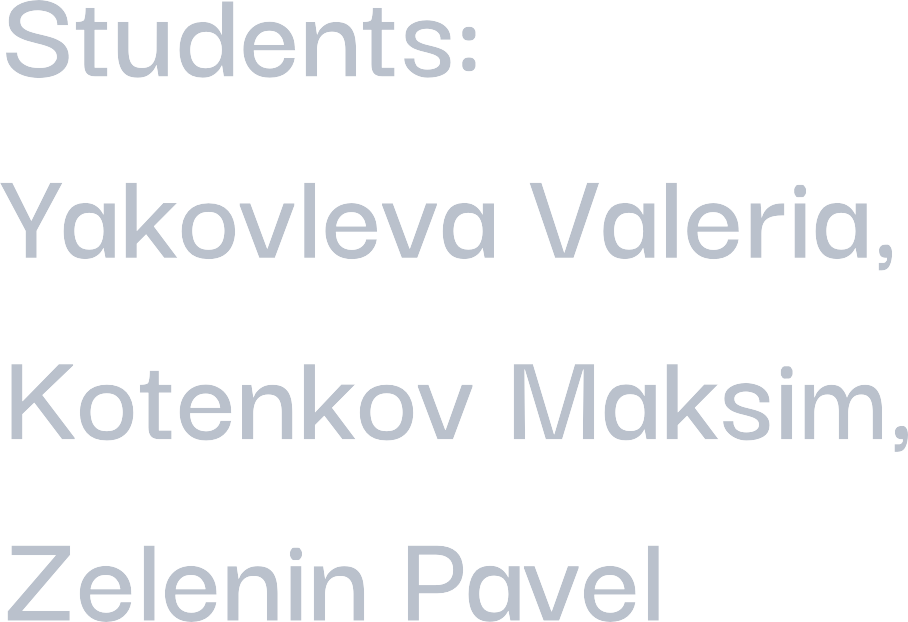 Students:
Yakovleva Valeria,
Kotenkov Maksim,
Zelenin Pavel